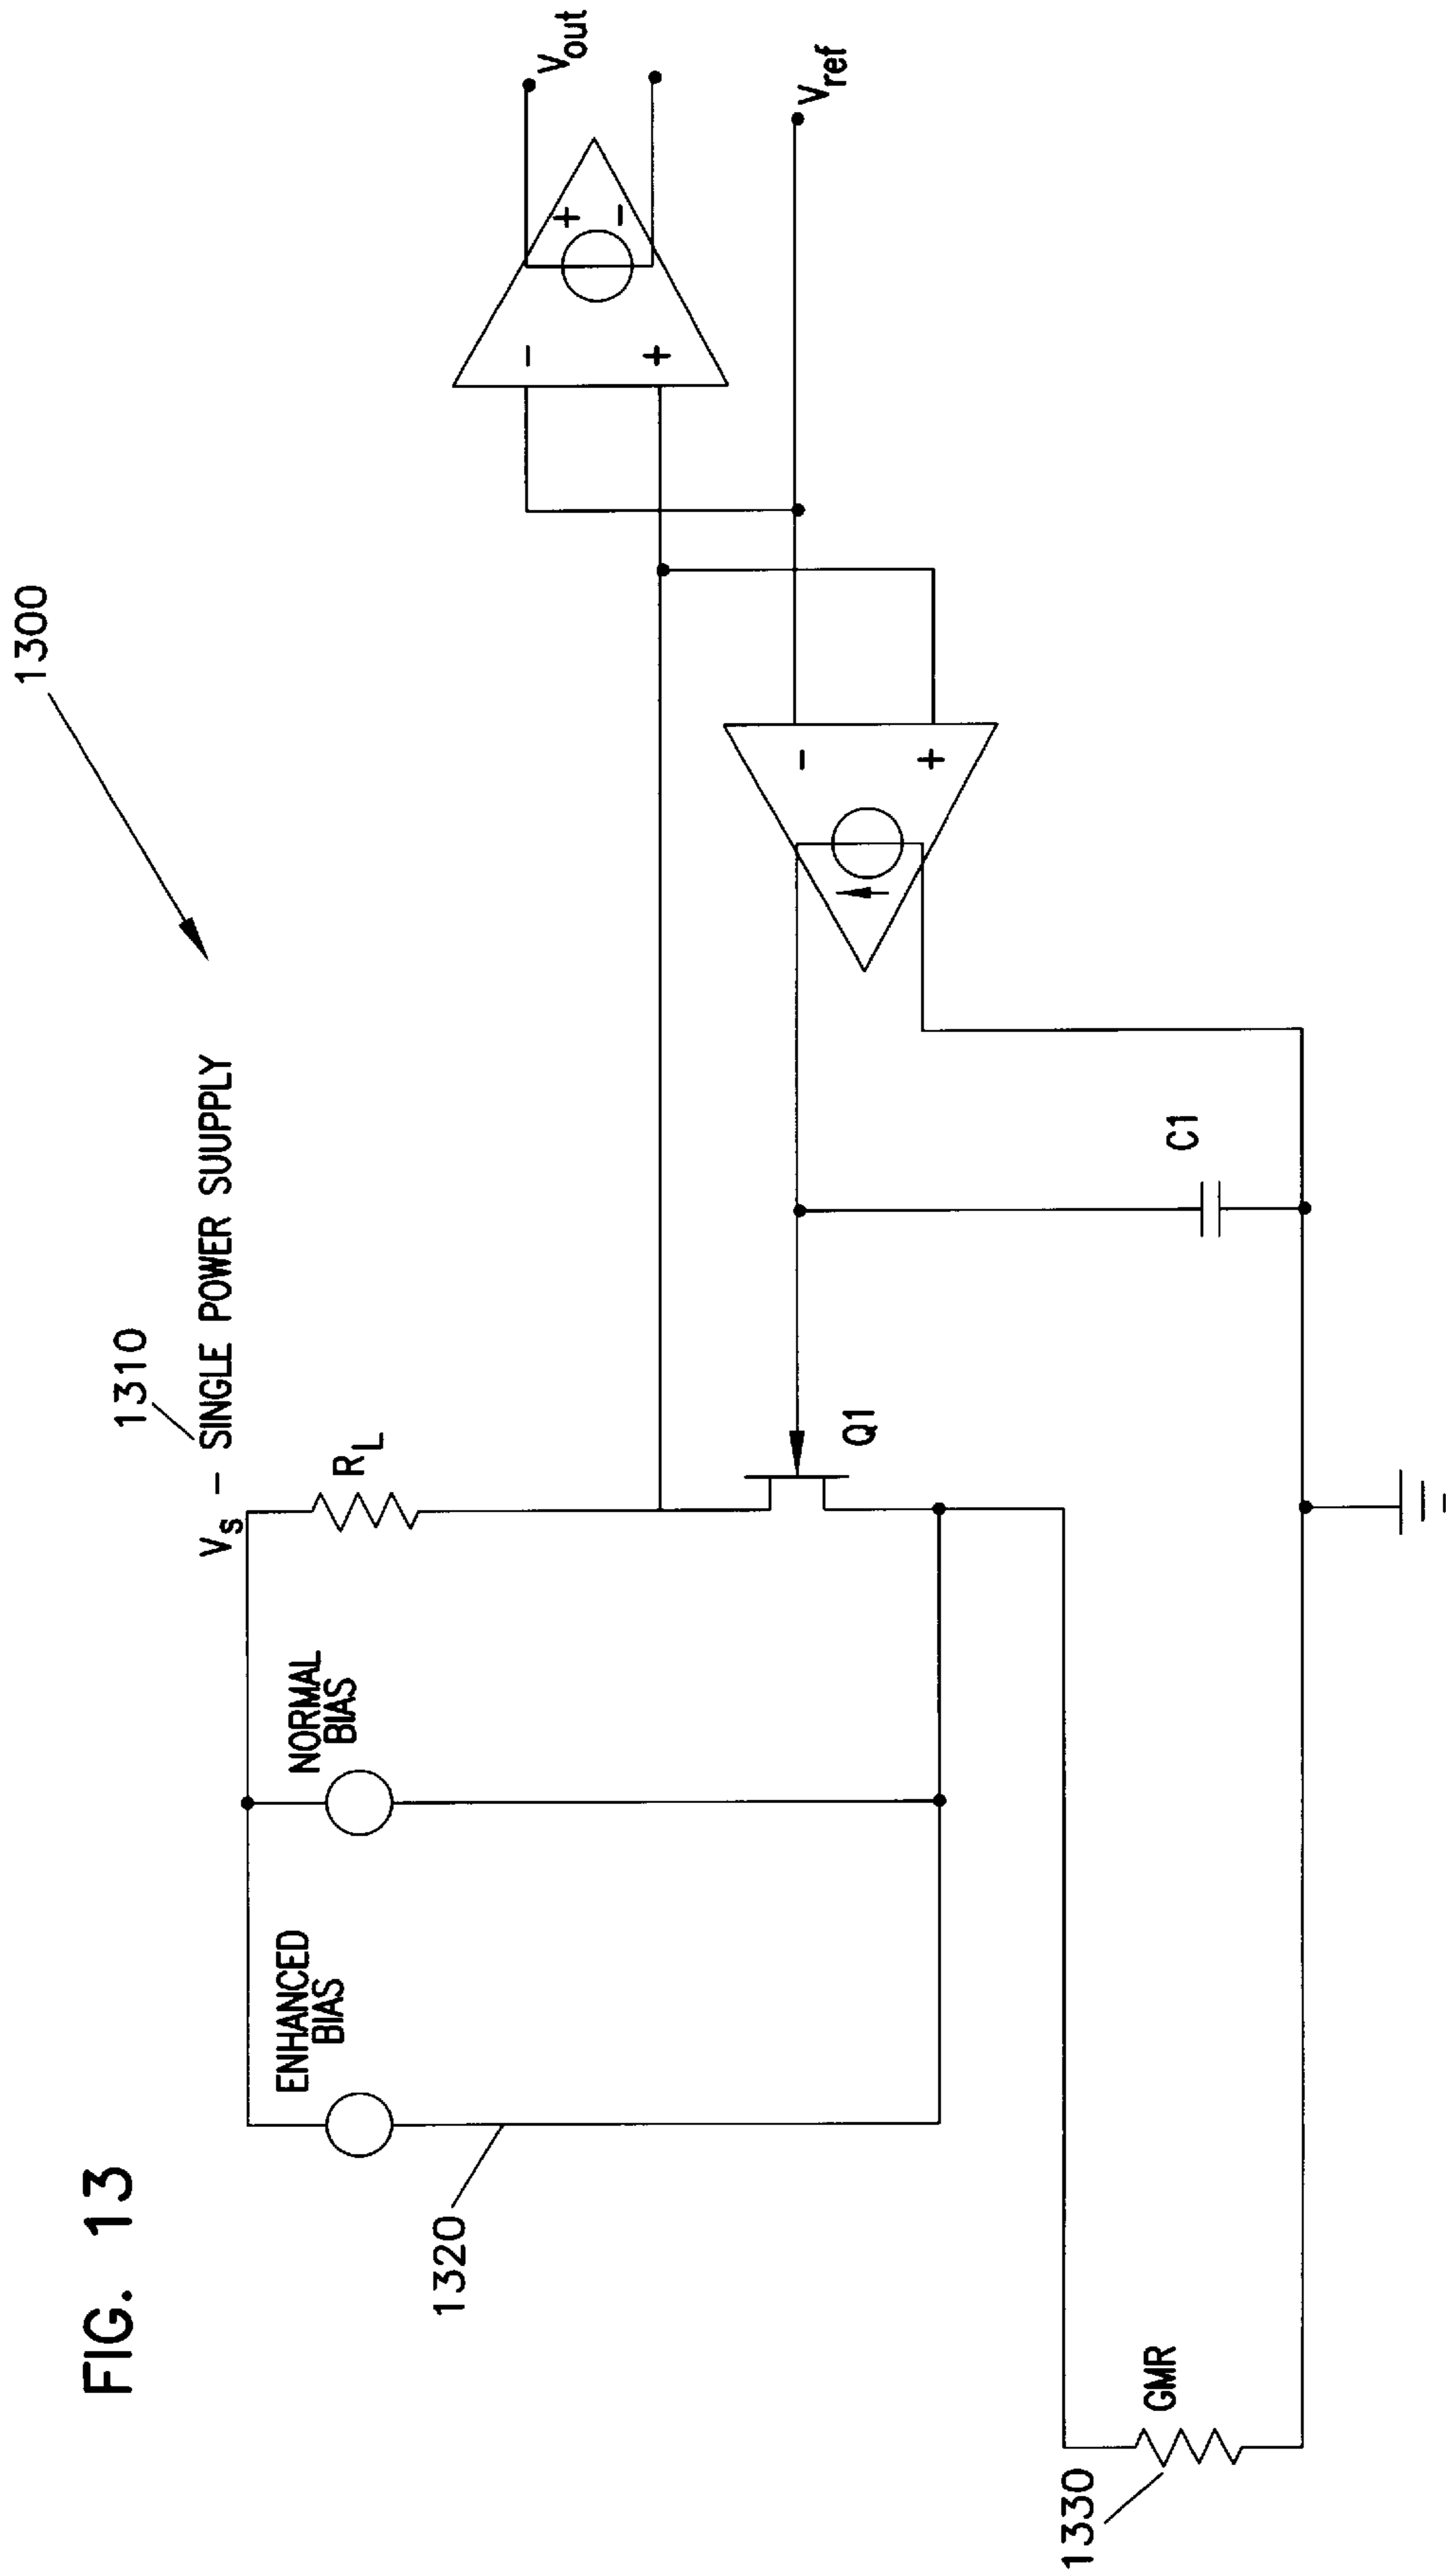 FIG. 13
1300
1310
V_s - SINGLE POWER SUUPPLY
ENHANCED
BIAS
NORMAL
BIAS
R_L
1320
Q1
C1
- +
+ -
V_out
V_ref
- +
GMR
1330